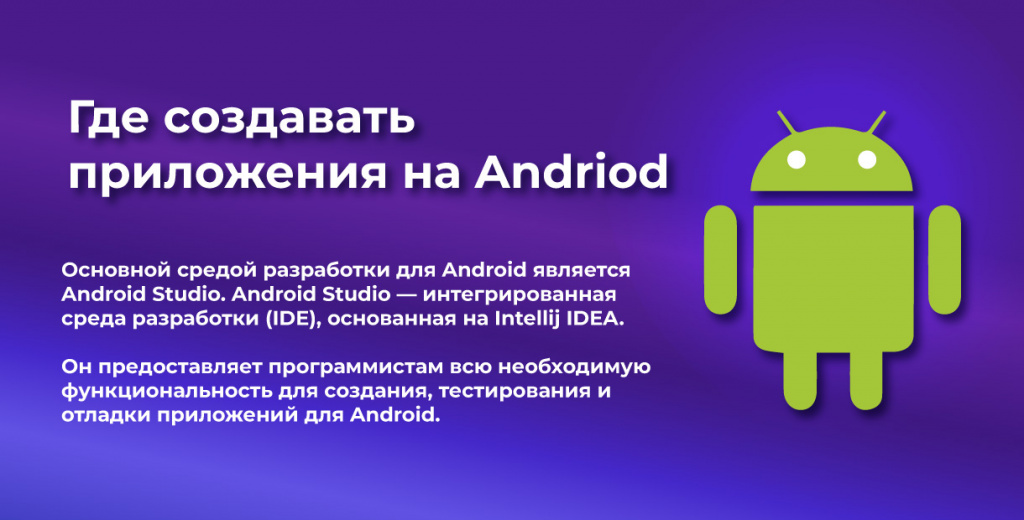 Где создавать
приложения на Andriod
Основной средой разработки для Android является
Android Studio. Android Studio — интегрированная
среда разработки (IDE), основанная на Intellij IDEA.
Он предоставляет программистам всю необходимую
функциональность для создания, тестирования и
отладки приложений для Android.